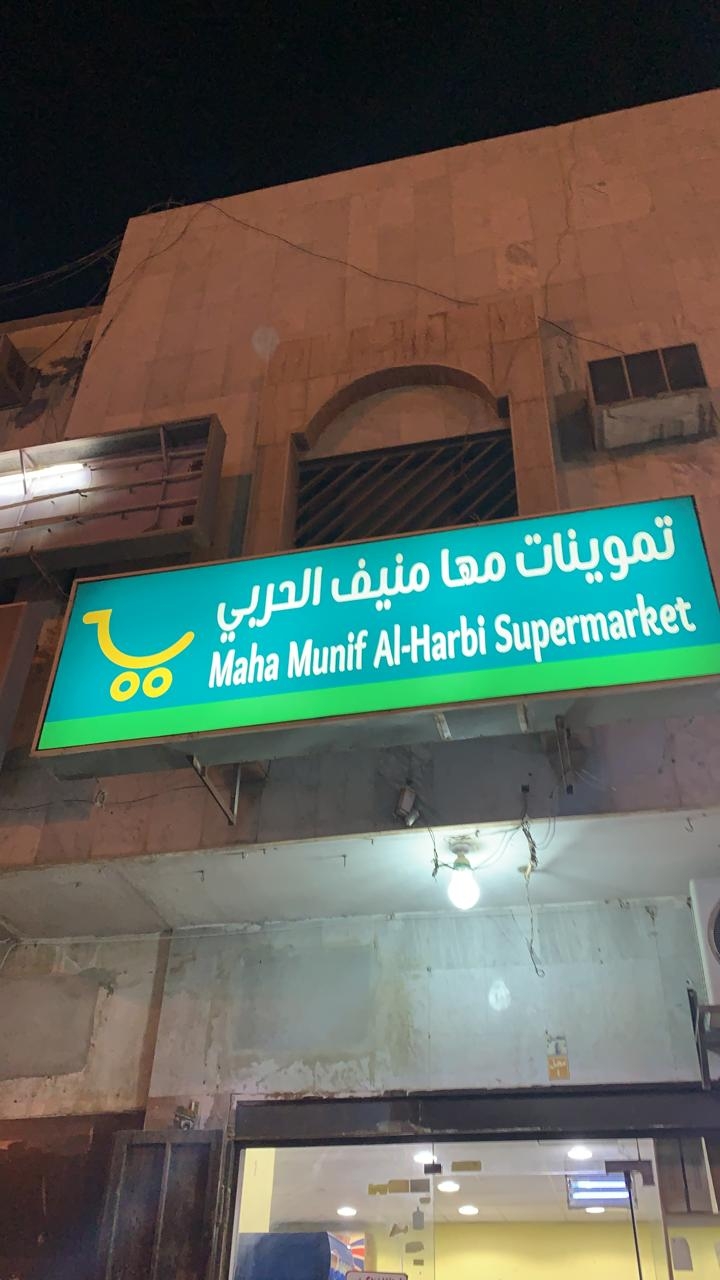 تموينات مها منيف الحربي
Maha Munif Al-Harbi Supermarket